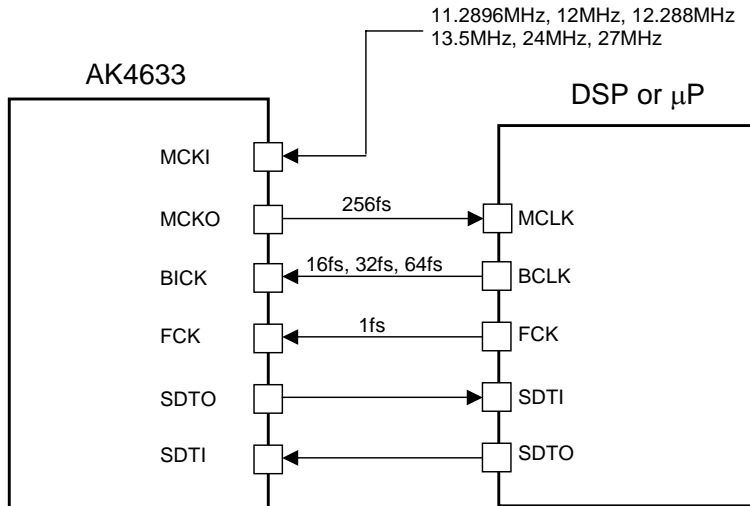 11.2896MHz, 12MHz, 12.288MHz
13.5MHz, 24MHz, 27MHz
AK4633
DSP or μP
MCKI
MCKO
256fs
MCLK
BICK
16fs, 32fs, 64fs
BCLK
FCK
1fs
FCK
SDTO
SDTI
SDTI
SDTO